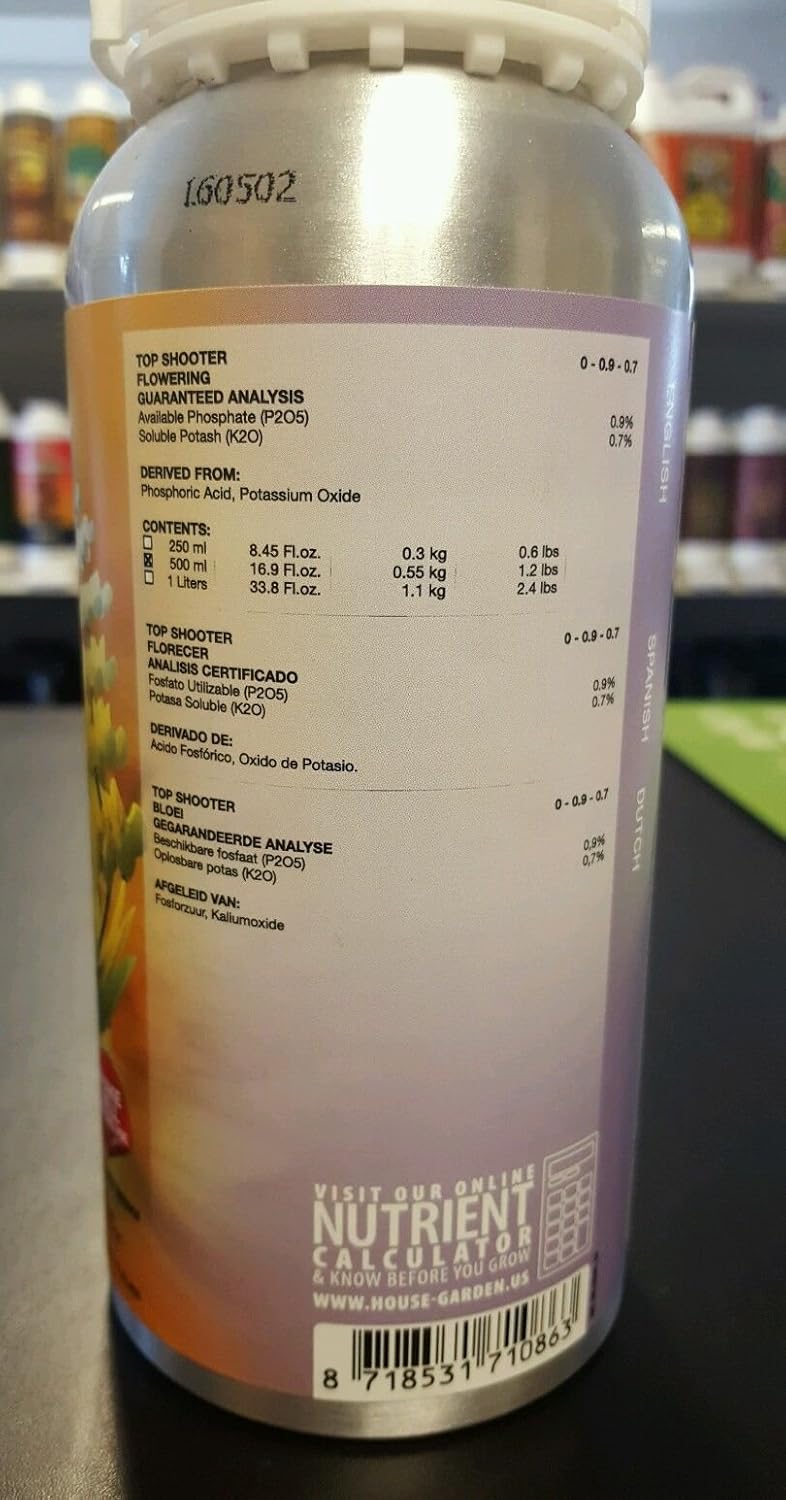 160502
TOP SHOOTER 0 - 0.9 - 0.7
FLOWERING
GUARANTEED ANALYSIS
Available Phosphate (P2O5) 0.9%
Soluble Potash (K2O) 0.7%
DERIVED FROM:
Phosphoric Acid, Potassium Oxide
CONTENTS:
250 ml 8.45 Fl.oz. 0.3 kg 0.6 lbs
500 ml 16.9 Fl.oz. 0.55 kg 1.2 lbs
1 Liters 33.8 Fl.oz. 1.1 kg 2.4 lbs
ENGLISH
TOP SHOOTER 0 - 0.9 - 0.7
FLORECER
ANALISIS CERTIFICADO
Fosfato Utilizable (P2O5) 0.9%
Potasa Soluble (K2O) 0.7%
DERIVADO DE:
Acido Fosfórico, Oxido de Potasio.
SPANISH
TOP SHOOTER 0 - 0.9 - 0.7
BLOEI
GEGARANDEERDE ANALYSE
Beschikbare fosfaat (P2O5) 0,9%
Oplosbare potas (K2O) 0,7%
AFGELEID VAN:
Fosforzuur, Kaliumoxide
DUTCH
VISIT OUR ONLINE
NUTRIENT
CALCULATOR
& KNOW BEFORE YOU GROW
WWW.HOUSE-GARDEN.US
8 718531 710863